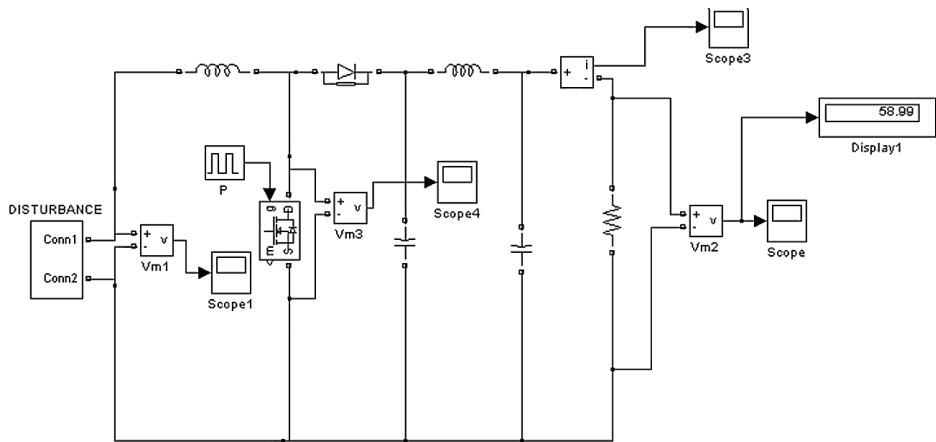 i
+
-
Scope3
58.99
Display1
P
g
D
m
S
+
-
v
Vm3
Scope4
DISTURBANCE
Conn1
Conn2
+
-
v
Vm1
Scope1
+
-
v
Vm2
Scope